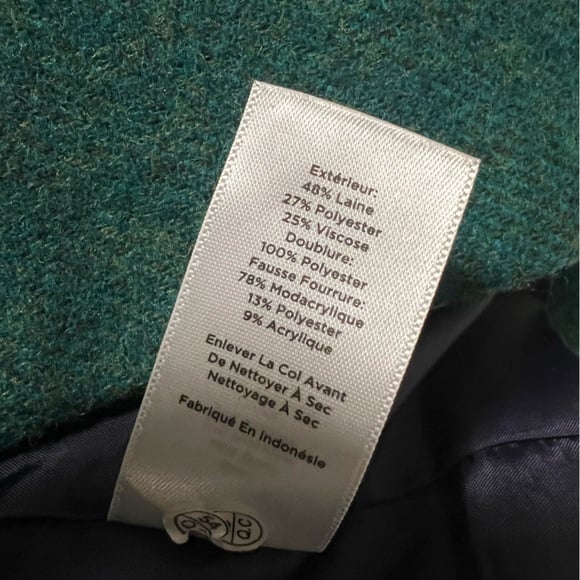 Extérieur:
48% Laine
27% Polyester
25% Viscose
Doublure:
100% Polyester
Fausse Fourrure:
78% Modacrylique
13% Polyester
9% Acrylique
Enlever La Col Avant
De Nettoyer À Sec
Nettoyage À Sec
Fabriqué En Indonésie
54
Q.C